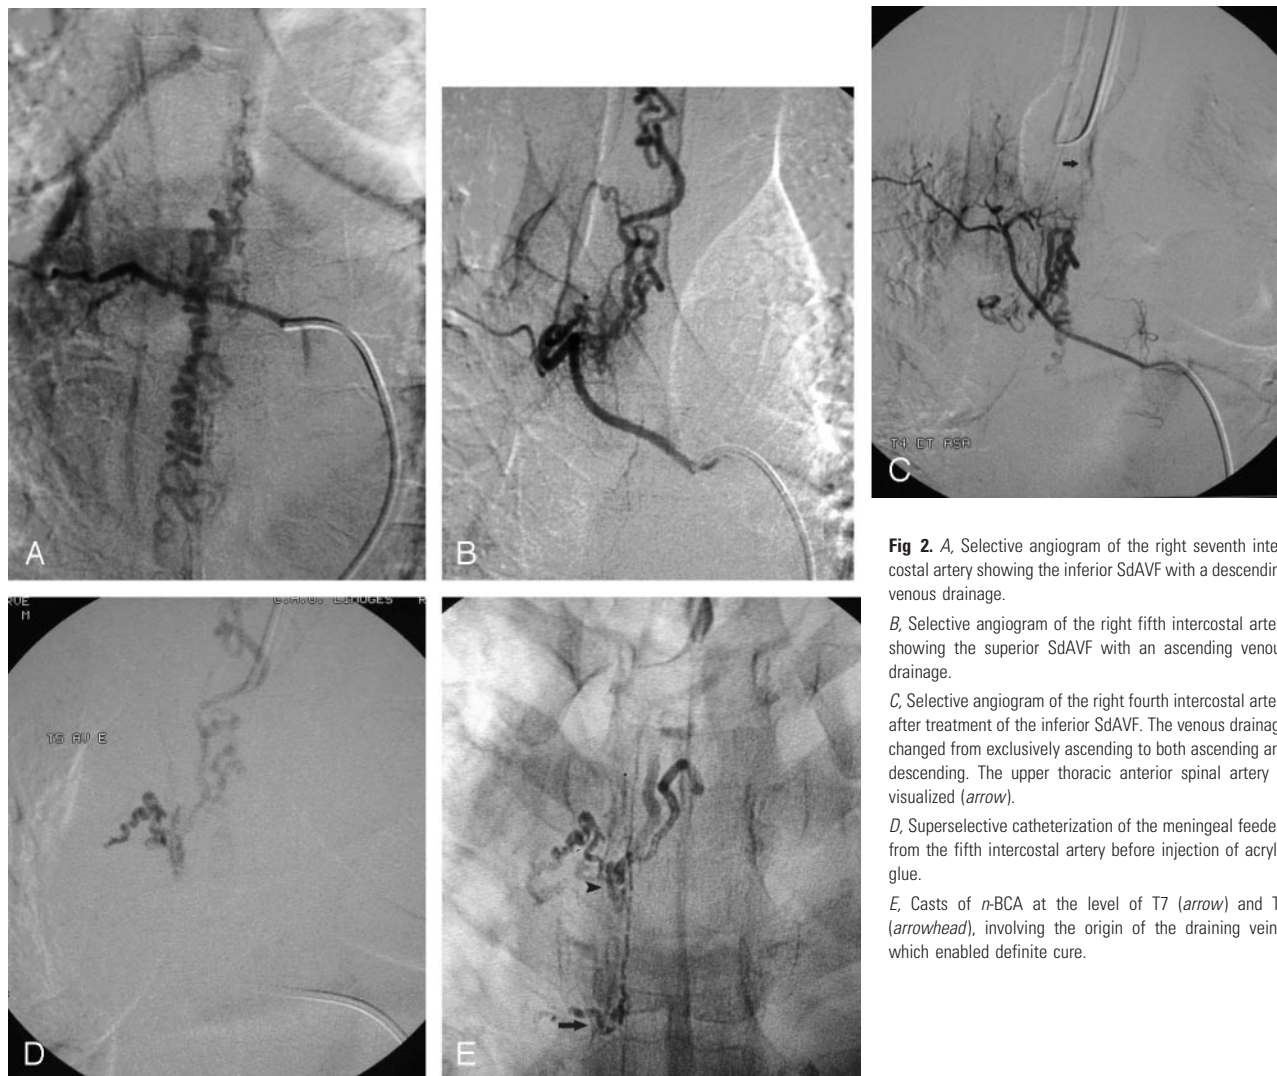 A
B
T4 DT ASA
C
Fig 2. A, Selective angiogram of the right seventh inter
costal artery showing the inferior SdAVF with a descendin
venous drainage.
B, Selective angiogram of the right fifth intercostal arte
showing the superior SdAVF with an ascending venou
drainage.
C, Selective angiogram of the right fourth intercostal arte
after treatment of the inferior SdAVF. The venous drainag
changed from exclusively ascending to both ascending an
descending. The upper thoracic anterior spinal artery
visualized (arrow).
D, Superselective catheterization of the meningeal feede
from the fifth intercostal artery before injection of acryl
glue.
E, Casts of n-BCA at the level of T7 (arrow) and T
(arrowhead), involving the origin of the draining vein
which enabled definite cure.
LIMOGES
M
T5 AV E
D
E